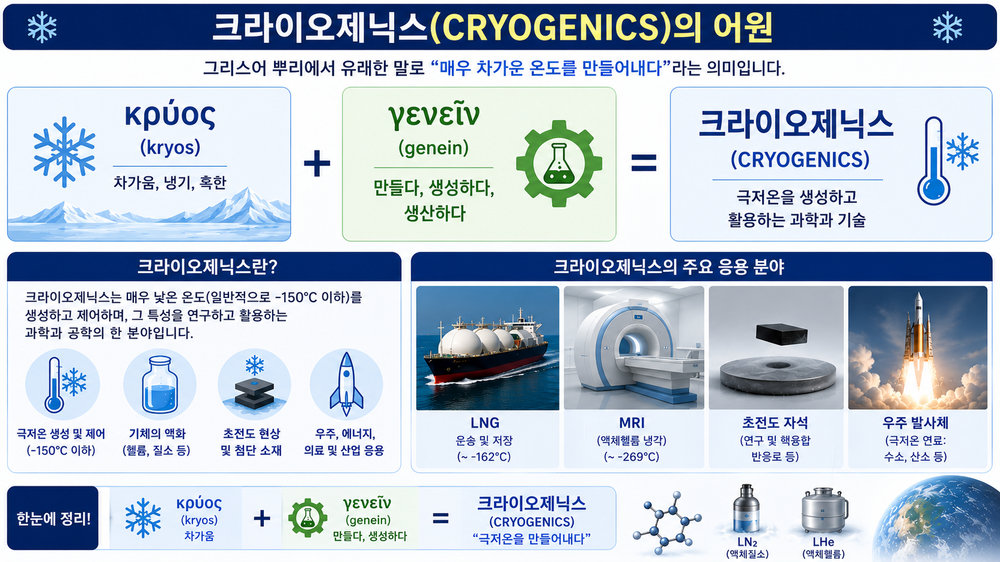 크라이오제닉스(CRYOGENICS)의 어원
그리스어 뿌리에서 유래한 말로 “매우 차가운 온도를 만들어내다”라는 의미입니다.
κρύος
(kryos)
차가움, 냉기, 혹한
+
γενεῖν
(genein)
만들다, 생성하다,
생산하다
=
크라이오제닉스
(CRYOGENICS)
극저온을 생성하고
활용하는 과학과 기술
크라이오제닉스란?
크라이오제닉스는 매우 낮온 온도(일반적으로 -150°C 이하)를
생성하고 제어하며, 그 특성을 연구하고 활용하는
과학과 공학의 한 분야입니다.
극저온 생성 및 제어
(-150°C 이하)
기체의 액화
(헬륨, 질소 등)
초전도 현상
및 첨단 소재
우주, 에너지,
의료 및 산업 응용
크라이오제닉스의 주요 응용 분야
LNG
운송 및 저장
(~ -162°C)
MRI
(액체헬륨 냉각)
(~ -269°C)
초전도 자석
(연구 및 핵융합
반응로 등)
우주 발사체
(극저온 연료:
수소, 산소 등)
한눈에 정리!
κρύος
(kryos)
차가움
+
γενεῖν
(genein)
만들다, 생성하다
=
크라이오제닉스
(CRYOGENICS)
“극저온을 만들어내다”
LN₂
(액체질소)
LHe
(액체헬륨)